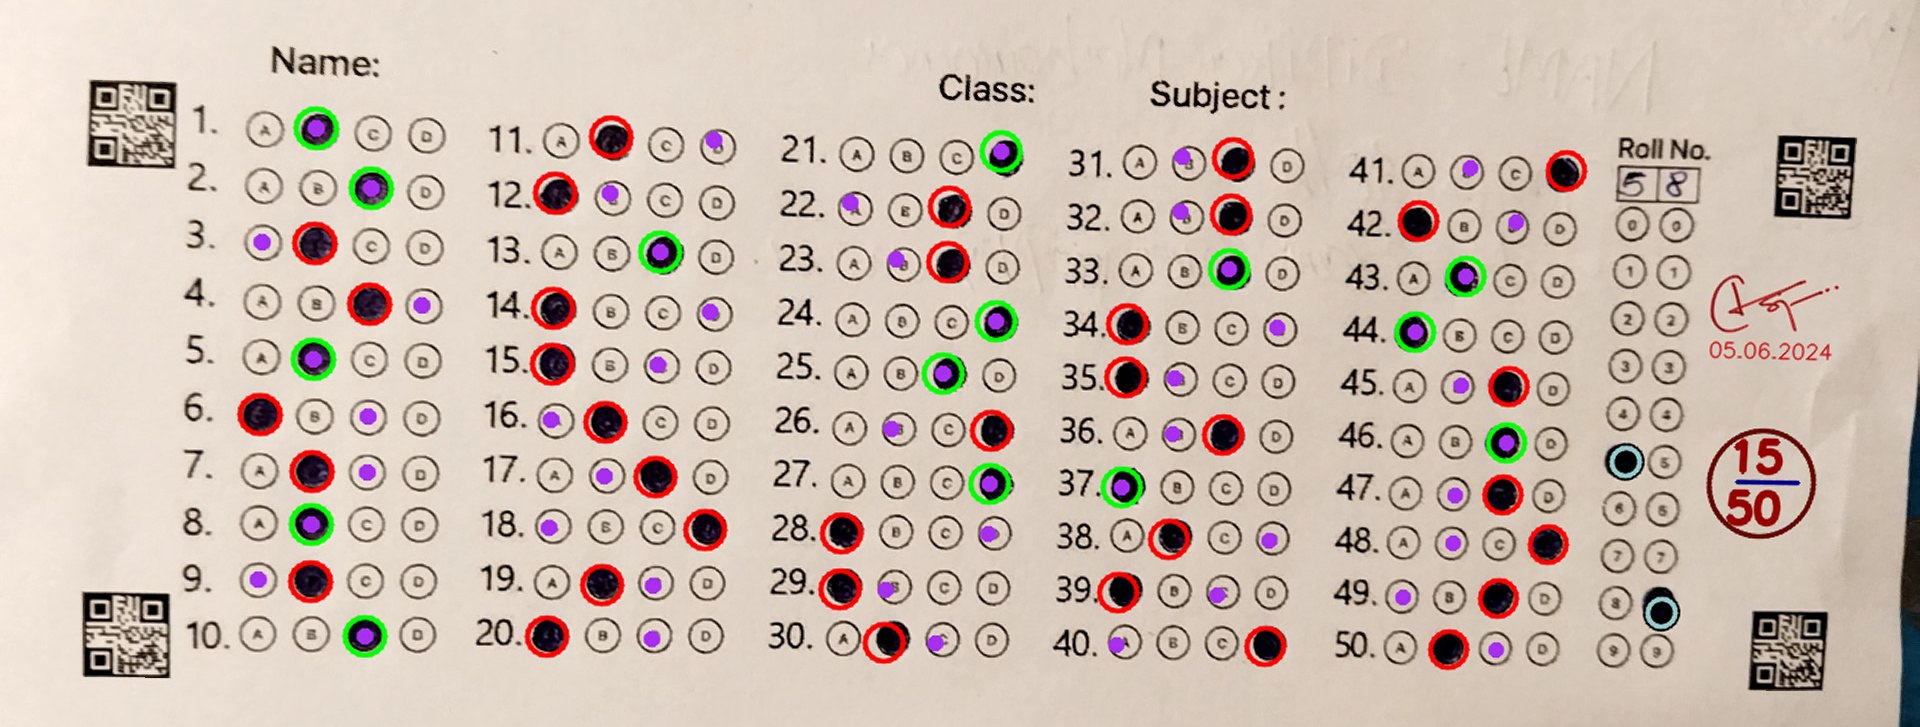 Name:
Class:
Subject:
1. A C D
2. A B D
3. C D
4. A B
5. A C D
6. B D
7. A D
8. A C D
9. C D
10. A B D
11. A C
12. C D
13. A B D
14. B C
15. B D
16. C D
17. A D
18. B C
19. A D
20. B D
21. A B C
22. B D
23. A D
24. A B C
25. A B D
26. A C
27. A B C
28. B C
29. C D
30. A D
31. A D
32. A D
33. A B D
34. B C
35. C D
36. A D
37. B C D
38. A C
39. B D
40. B C
41. A C
42. B D
43. A C D
44. B C D
45. A D
46. A B D
47. A D
48. A C
49. B D
50. A D
Roll No.
5 8
0 0
1 1
2 2
3 3
4 4
5
6 6
7 7
8
9 9
05.06.2024
15
50